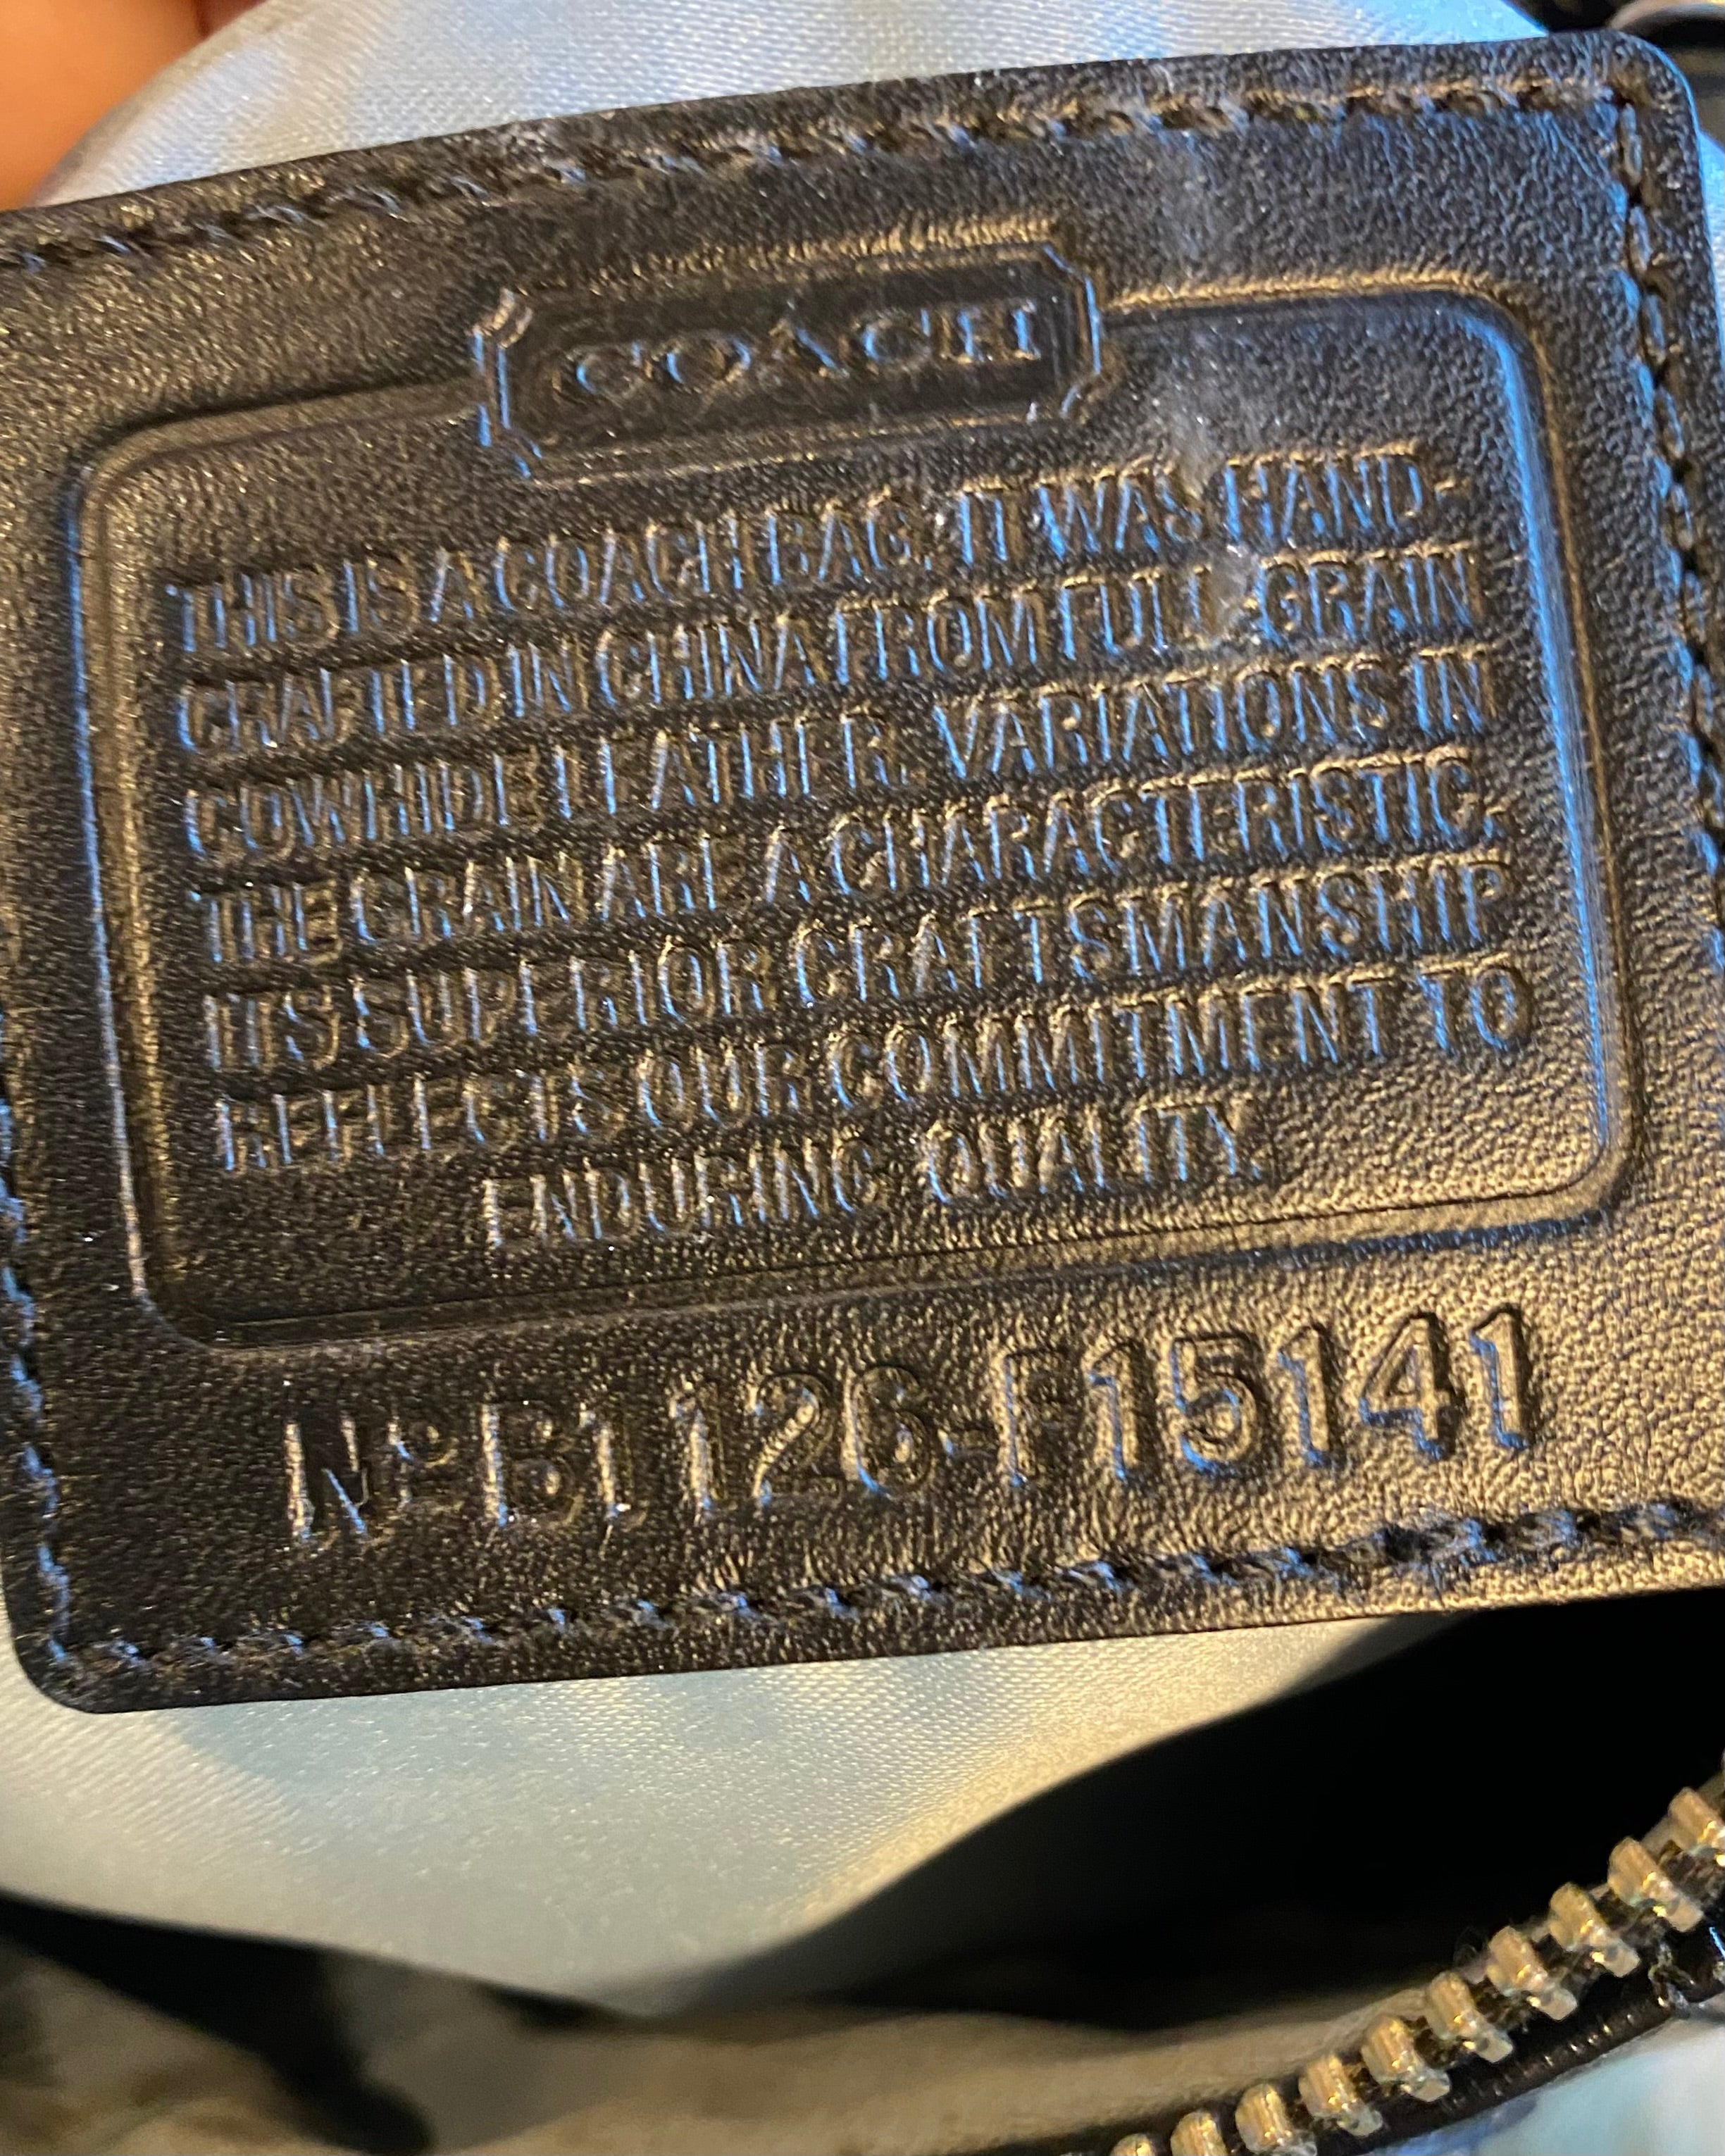 COACH
THIS IS A COACH BAG. IT WAS HAND-
CRAFTED IN CHINA FROM FULL GRAIN
COWHIDE LEATHER. VARIATIONS IN
THE GRAIN ARE A CHARACTERISTIC.
ITS SUPERIOR CRAFTSMANSHIP
REFLECTS OUR COMMITMENT TO
ENDURING QUALITY.
Nº B1126-F15141